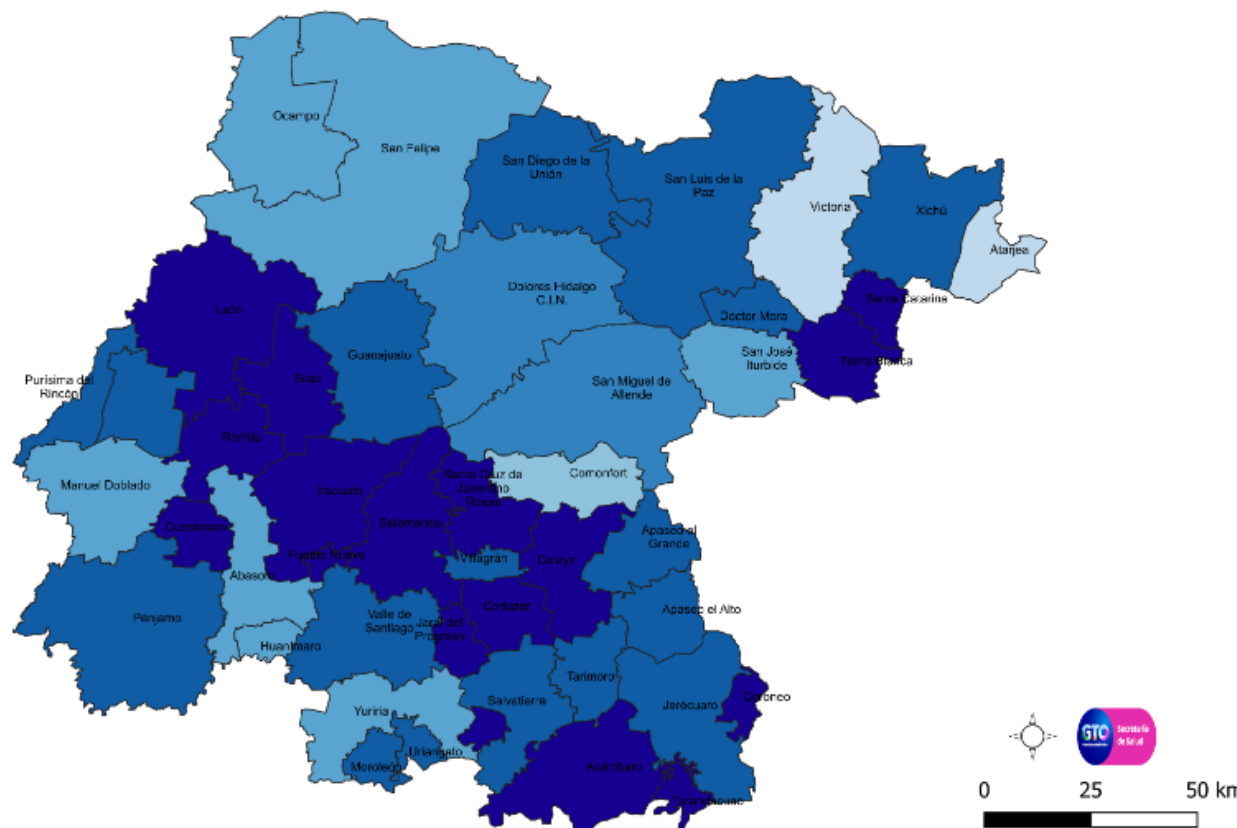 Ocampo
San Felipe
San Diego de la
Unión
San Luis de la
Paz
Victoria
Xichú
Atarjea
León
Dolores Hidalgo
C.I.N.
Santa Catarina
Doctor Mora
Guanajuato
San José
Iturbide
Tierra Blanca
Silao
Purísima del
Rincón
San Miguel de
Allende
Romita
Manuel Doblado
Irapuato
Santa Cruz de
Juventino
Rosas
Comonfort
Cuerámaro
Salamanca
Apaseo el
Grande
Pueblo Nuevo
Villagrán
Celaya
Abasolo
Pénjamo
Valle de
Santiago
Jaral del
Progreso
Cortazar
Apaseo el Alto
Huanímaro
Tarimoro
Salvatierra
Jerécuaro
Coroneo
Yuriria
Uriangato
Moroleón
Acámbaro
Tarandacuao
GTO
Secretaría
de Salud
0 25 50 km